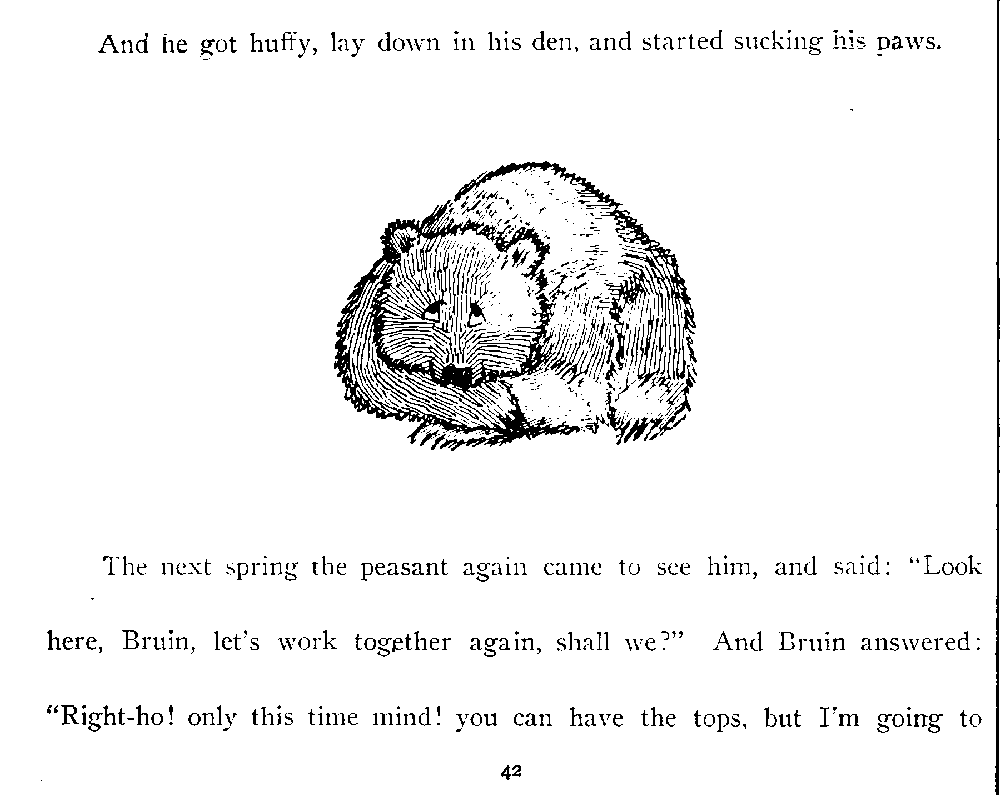 And he got huffy, lay down in his den, and started sucking his paws.
The next spring the peasant again came to see him, and said: “Look
here, Bruin, let’s work together again, shall we?” And Bruin answered:
“Right-ho! only this time mind! you can have the tops, but I’m going to
42